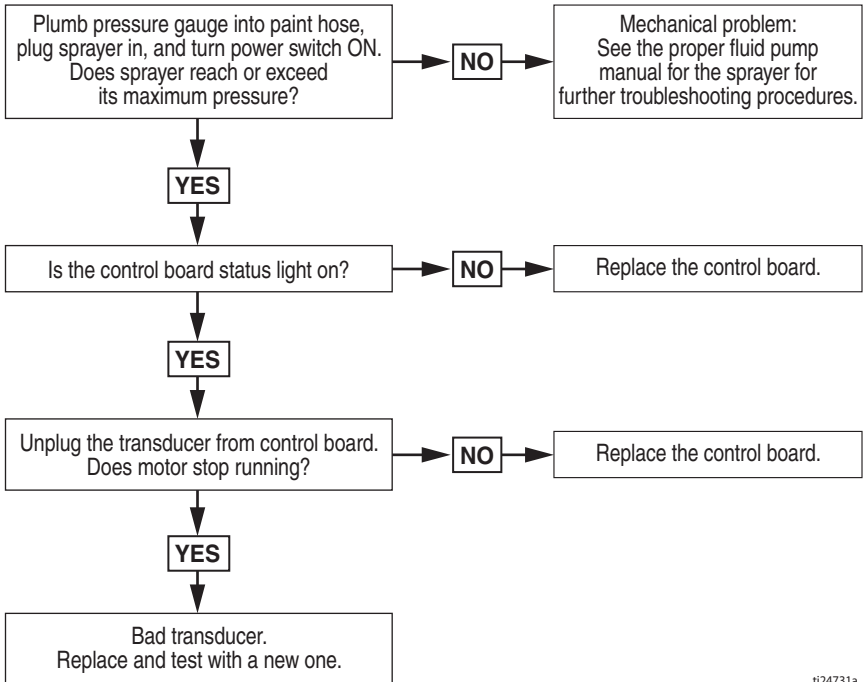 Plumb pressure gauge into paint hose,
plug sprayer in, and turn power switch ON.
Does sprayer reach or exceed
its maximum pressure?
NO
Mechanical problem:
See the proper fluid pump
manual for the sprayer for
further troubleshooting procedures.
YES
Is the control board status light on?
NO
Replace the control board.
YES
Unplug the transducer from control board.
Does motor stop running?
NO
Replace the control board.
YES
Bad transducer.
Replace and test with a new one.
ti24731a